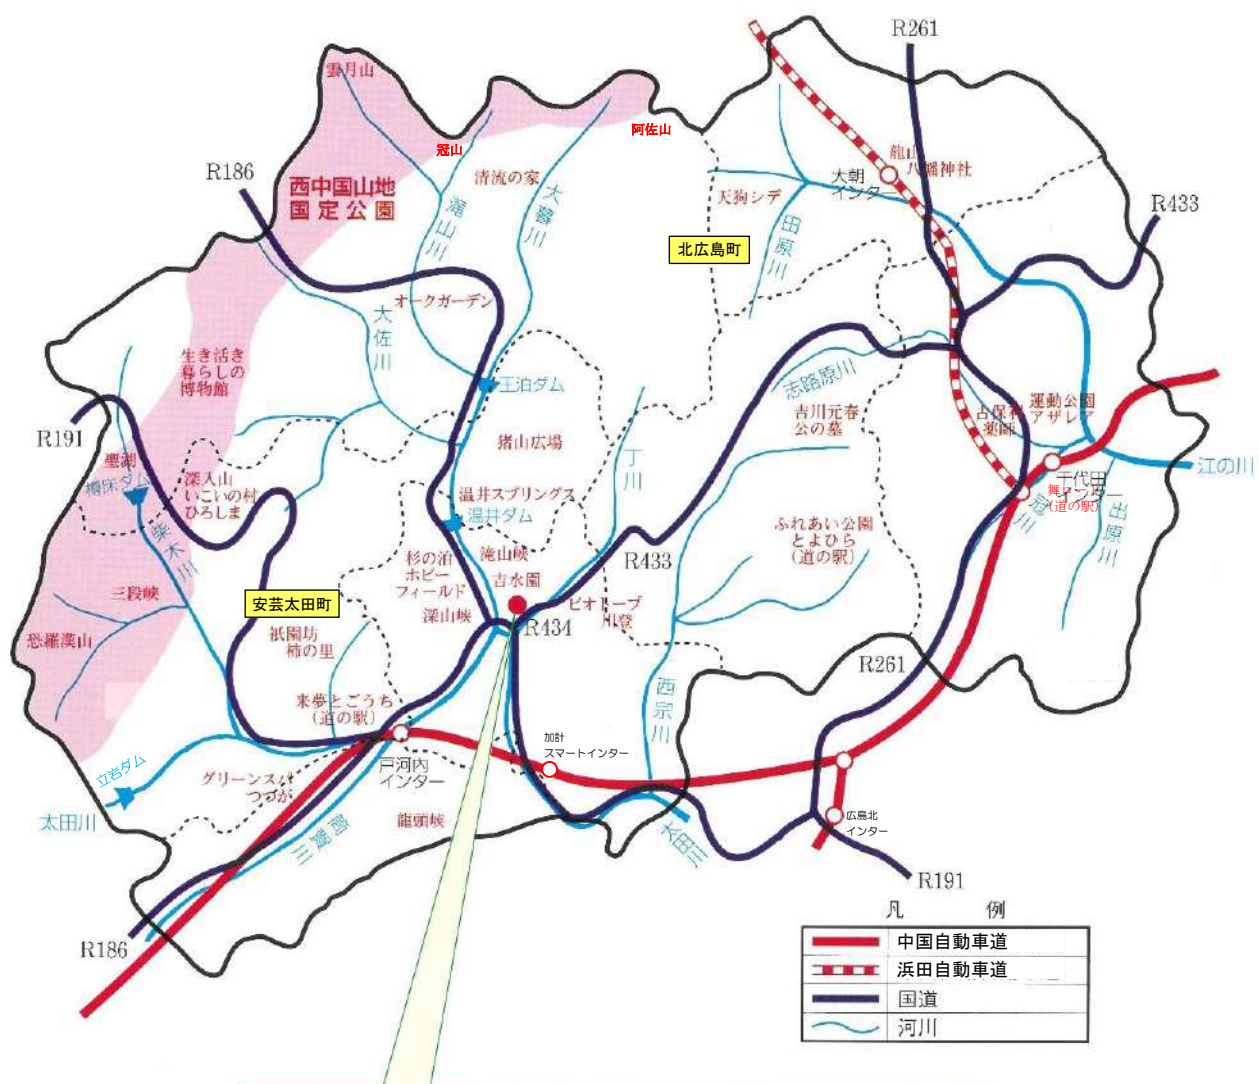 R261
雲月山
阿佐山
冠山
龍山
八幡神社
大朝
インター
R186
西中国山地
国定公園
清流の家
大暮川
滝山川
天狗シデ
田原川
R433
北広島町
オークガーデン
大佐川
生き活き
暮らしの
博物館
王泊ダム
志路原川
吉川元春
公の墓
古保利
薬師
運動公園
アザレア
R191
猪山広場
丁川
江の川
聖湖
樽床ダム
深入山
いこいの村
ひろしま
温井スプリングス
温井ダム
千代田
インター
(道の駅)
冠川
出原川
柴木川
ふれあい公園
とよひら
(道の駅)
杉の泊
ホビー
フィールド
滝山峡
吉水園
R433
三段峡
安芸太田町
深山峡
R434
ビオトープ
川登
恐羅漢山
祇園坊
柿の里
R261
西宗川
来夢とごうち
(道の駅)
加計
スマートインター
立岩ダム
グリーンスパ
つつが
戸河内
インター
太田川
龍頭峡
筒賀川
太田川
広島北
インター
R191
R186
凡 例
中国自動車道
浜田自動車道
国道
河川